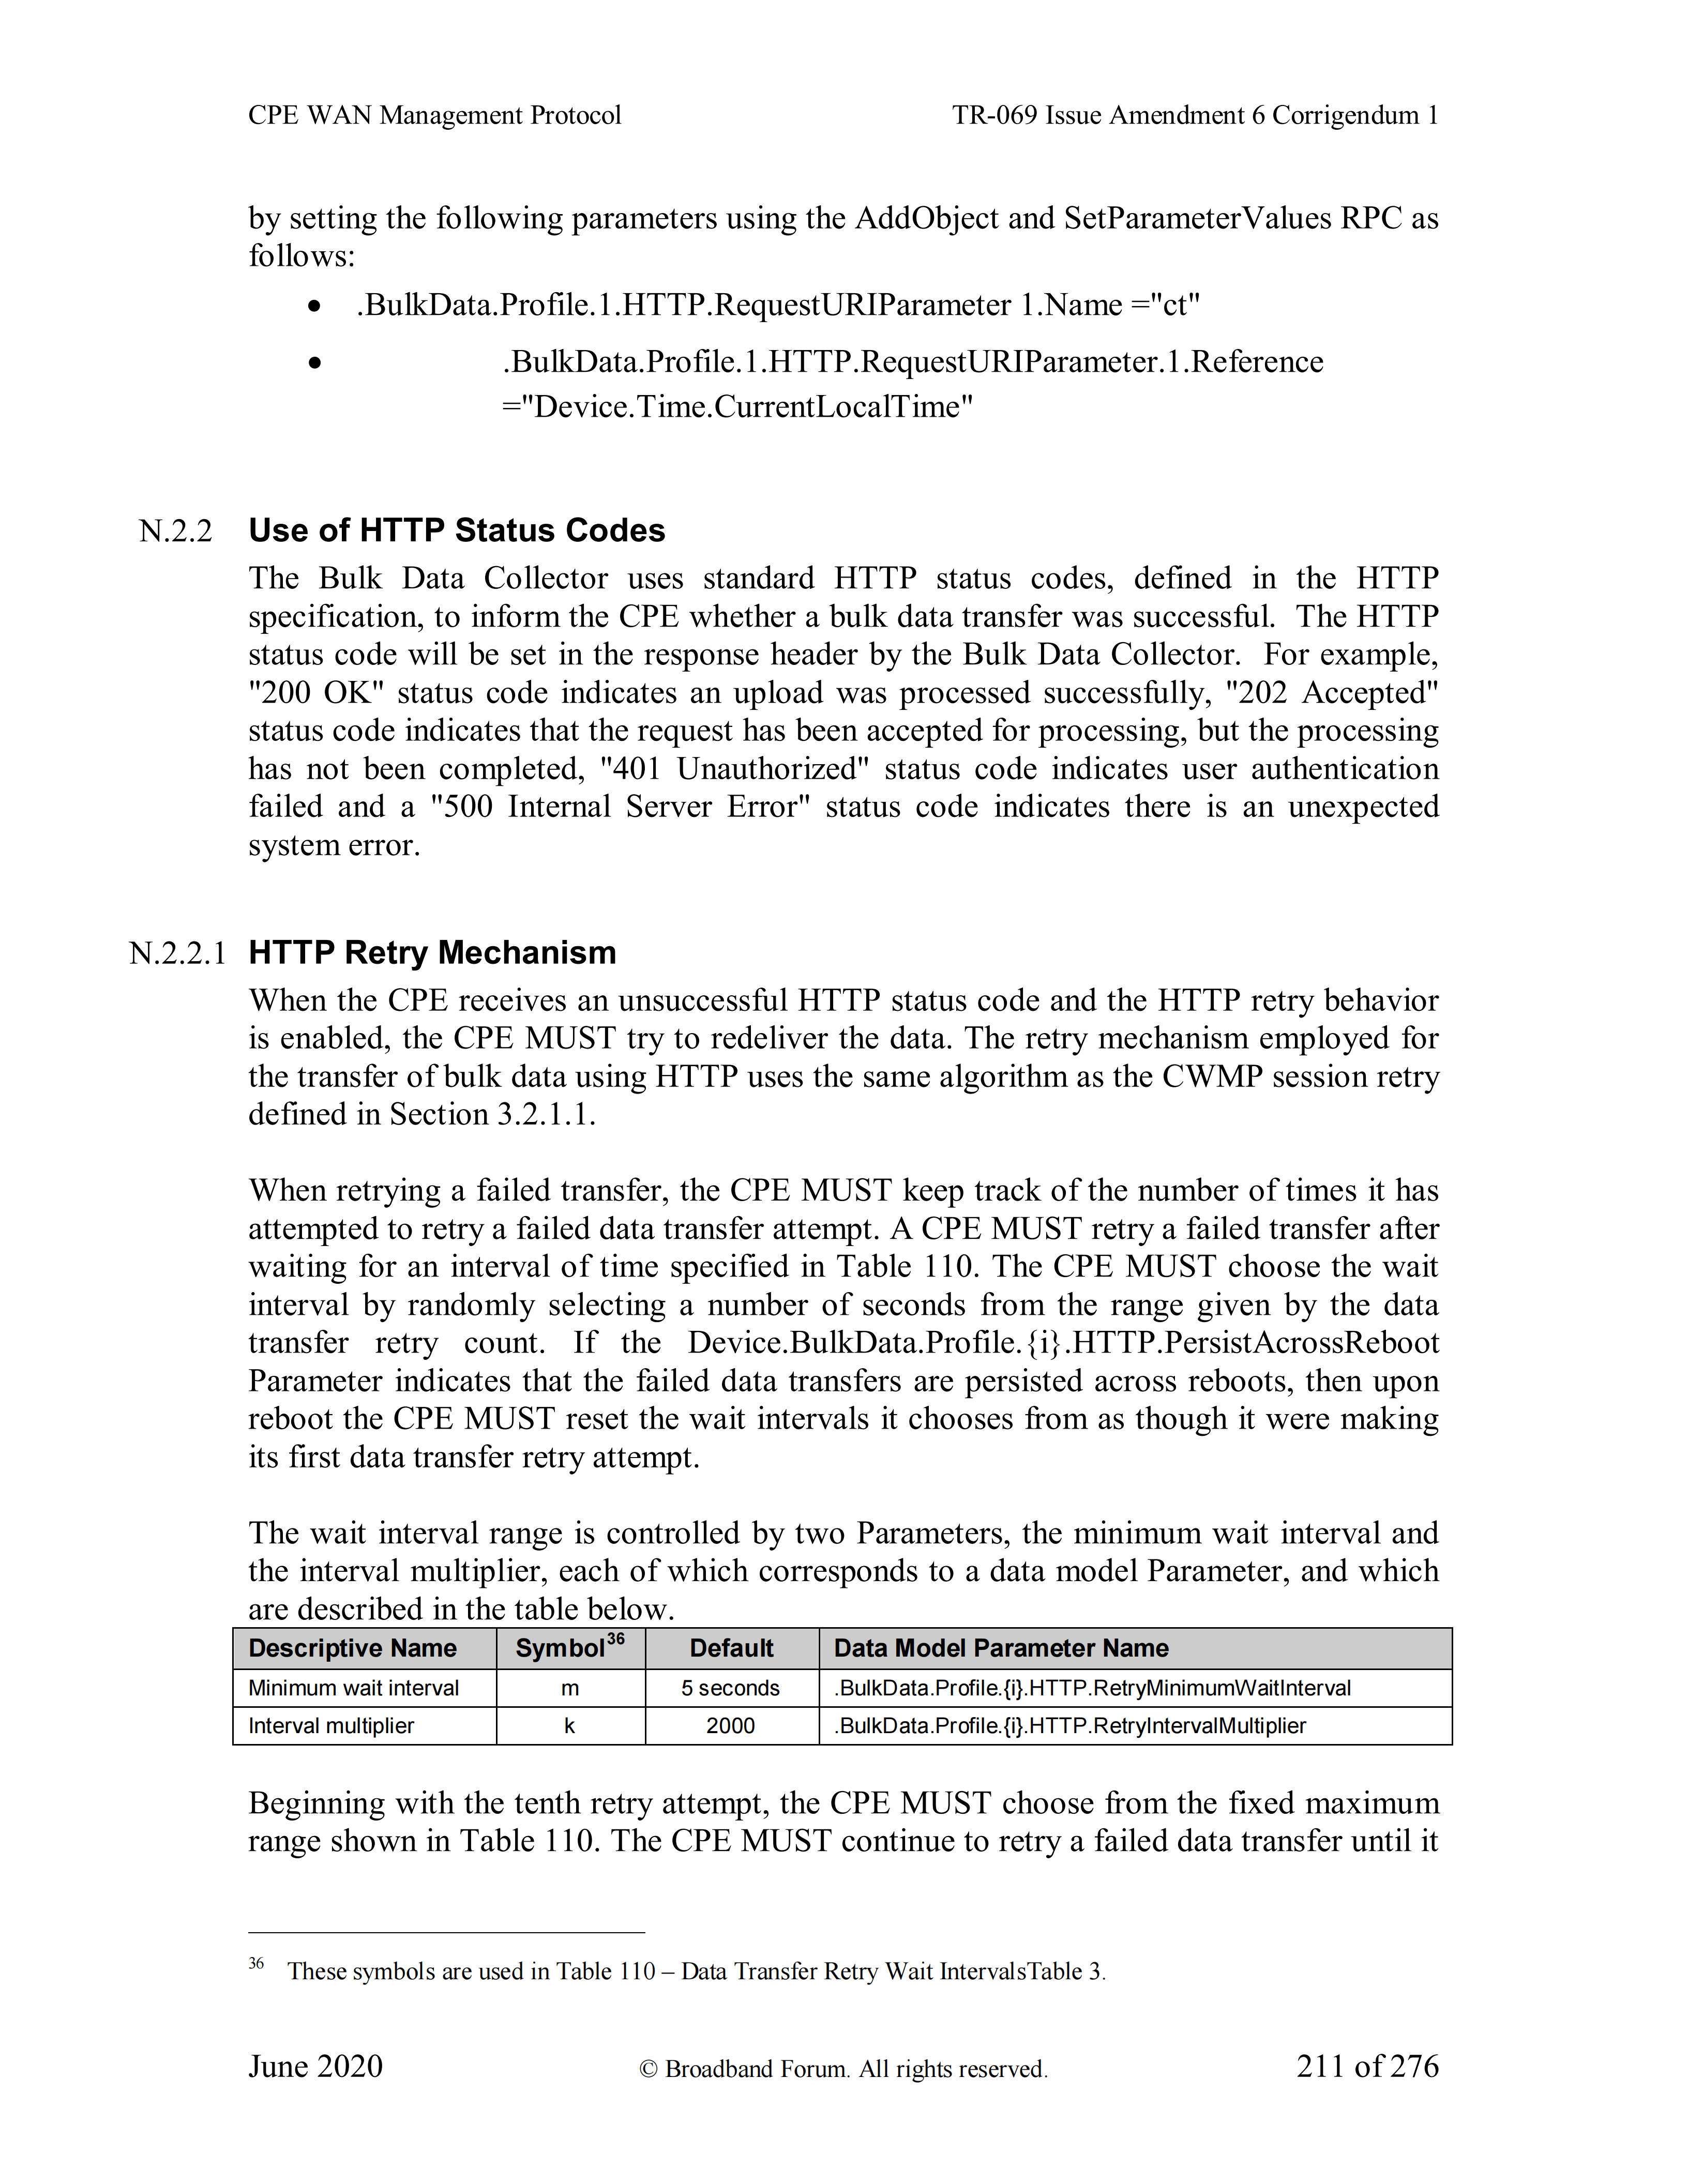 CPE WAN Management Protocol TR-069 Issue Amendment 6 Corrigendum 1
by setting the following parameters using the AddObject and SetParameterValues RPC as
follows:
• .BulkData.Profile.1.HTTP.RequestURIParameter 1.Name ="ct"
• .BulkData.Profile.1.HTTP.RequestURIParameter.1.Reference
="Device.Time.CurrentLocalTime"
N.2.2 Use of HTTP Status Codes
The Bulk Data Collector uses standard HTTP status codes, defined in the HTTP
specification, to inform the CPE whether a bulk data transfer was successful. The HTTP
status code will be set in the response header by the Bulk Data Collector. For example,
"200 OK" status code indicates an upload was processed successfully, "202 Accepted"
status code indicates that the request has been accepted for processing, but the processing
has not been completed, "401 Unauthorized" status code indicates user authentication
failed and a "500 Internal Server Error" status code indicates there is an unexpected
system error.
N.2.2.1 HTTP Retry Mechanism
When the CPE receives an unsuccessful HTTP status code and the HTTP retry behavior
is enabled, the CPE MUST try to redeliver the data. The retry mechanism employed for
the transfer of bulk data using HTTP uses the same algorithm as the CWMP session retry
defined in Section 3.2.1.1.
When retrying a failed transfer, the CPE MUST keep track of the number of times it has
attempted to retry a failed data transfer attempt. A CPE MUST retry a failed transfer after
waiting for an interval of time specified in Table 110. The CPE MUST choose the wait
interval by randomly selecting a number of seconds from the range given by the data
transfer retry count. If the Device.BulkData.Profile.{i}.HTTP.PersistAcrossReboot
Parameter indicates that the failed data transfers are persisted across reboots, then upon
reboot the CPE MUST reset the wait intervals it chooses from as though it were making
its first data transfer retry attempt.
The wait interval range is controlled by two Parameters, the minimum wait interval and
the interval multiplier, each of which corresponds to a data model Parameter, and which
are described in the table below.
Descriptive Name Symbol36 Default Data Model Parameter Name
Minimum wait interval m 5 seconds .BulkData.Profile.{i}.HTTP.RetryMinimumWaitInterval
Interval multiplier k 2000 .BulkData.Profile.{i}.HTTP.RetryIntervalMultiplier
Beginning with the tenth retry attempt, the CPE MUST choose from the fixed maximum
range shown in Table 110. The CPE MUST continue to retry a failed data transfer until it
36 These symbols are used in Table 110 – Data Transfer Retry Wait IntervalsTable 3.
June 2020 © Broadband Forum. All rights reserved. 211 of 276